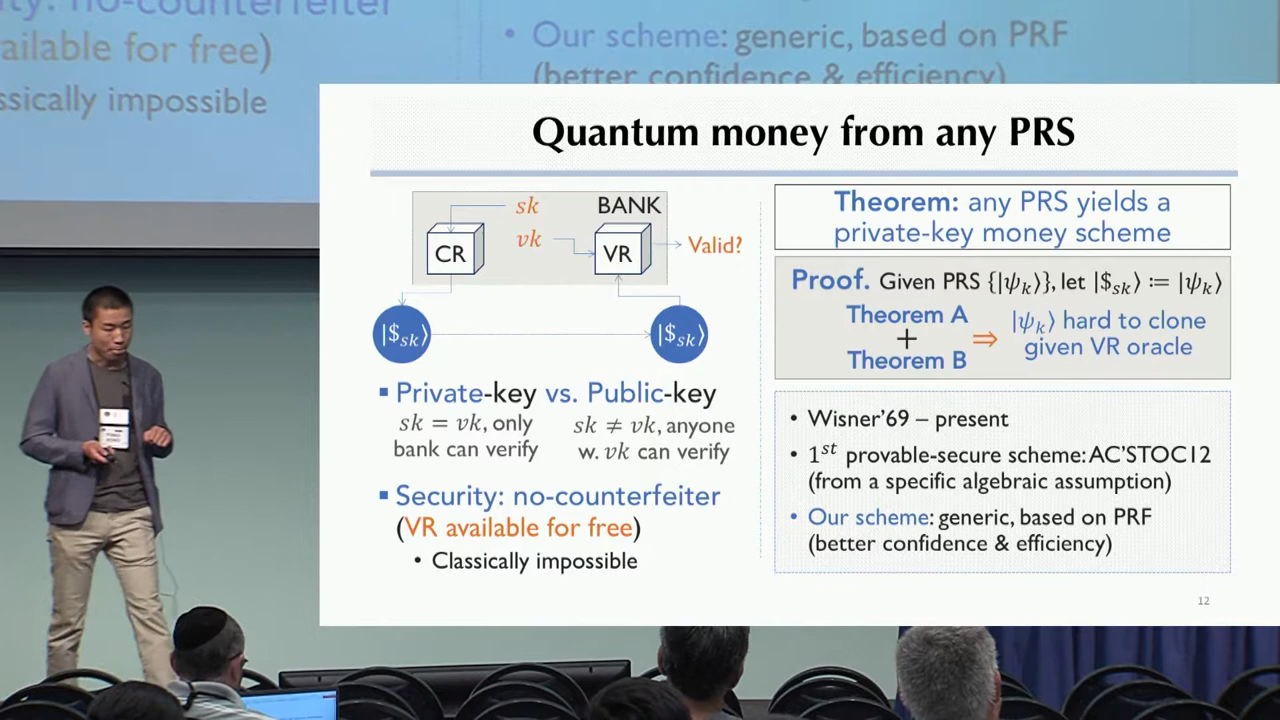 ty: no-counterfeiter
ailable for free)
assically impossible
• Our scheme: generic, based on PRF
(better confidence & efficiency)
Quantum money from any PRS
sk
BANK
vk
CR
VR
Valid?
|$sk⟩
|$sk⟩
▪ Private-key vs. Public-key
sk = vk, only
bank can verify
sk ≠ vk, anyone
w. vk can verify
▪ Security: no-counterfeiter
(VR available for free)
• Classically impossible
Theorem: any PRS yields a
private-key money scheme
Proof. Given PRS {|ψk⟩}, let |$sk⟩ := |ψk⟩
Theorem A
+
Theorem B
⇒
|ψk⟩ hard to clone
given VR oracle
• Wisner'69 – present
• 1st provable-secure scheme: AC'STOC12
(from a specific algebraic assumption)
• Our scheme: generic, based on PRF
(better confidence & efficiency)
12